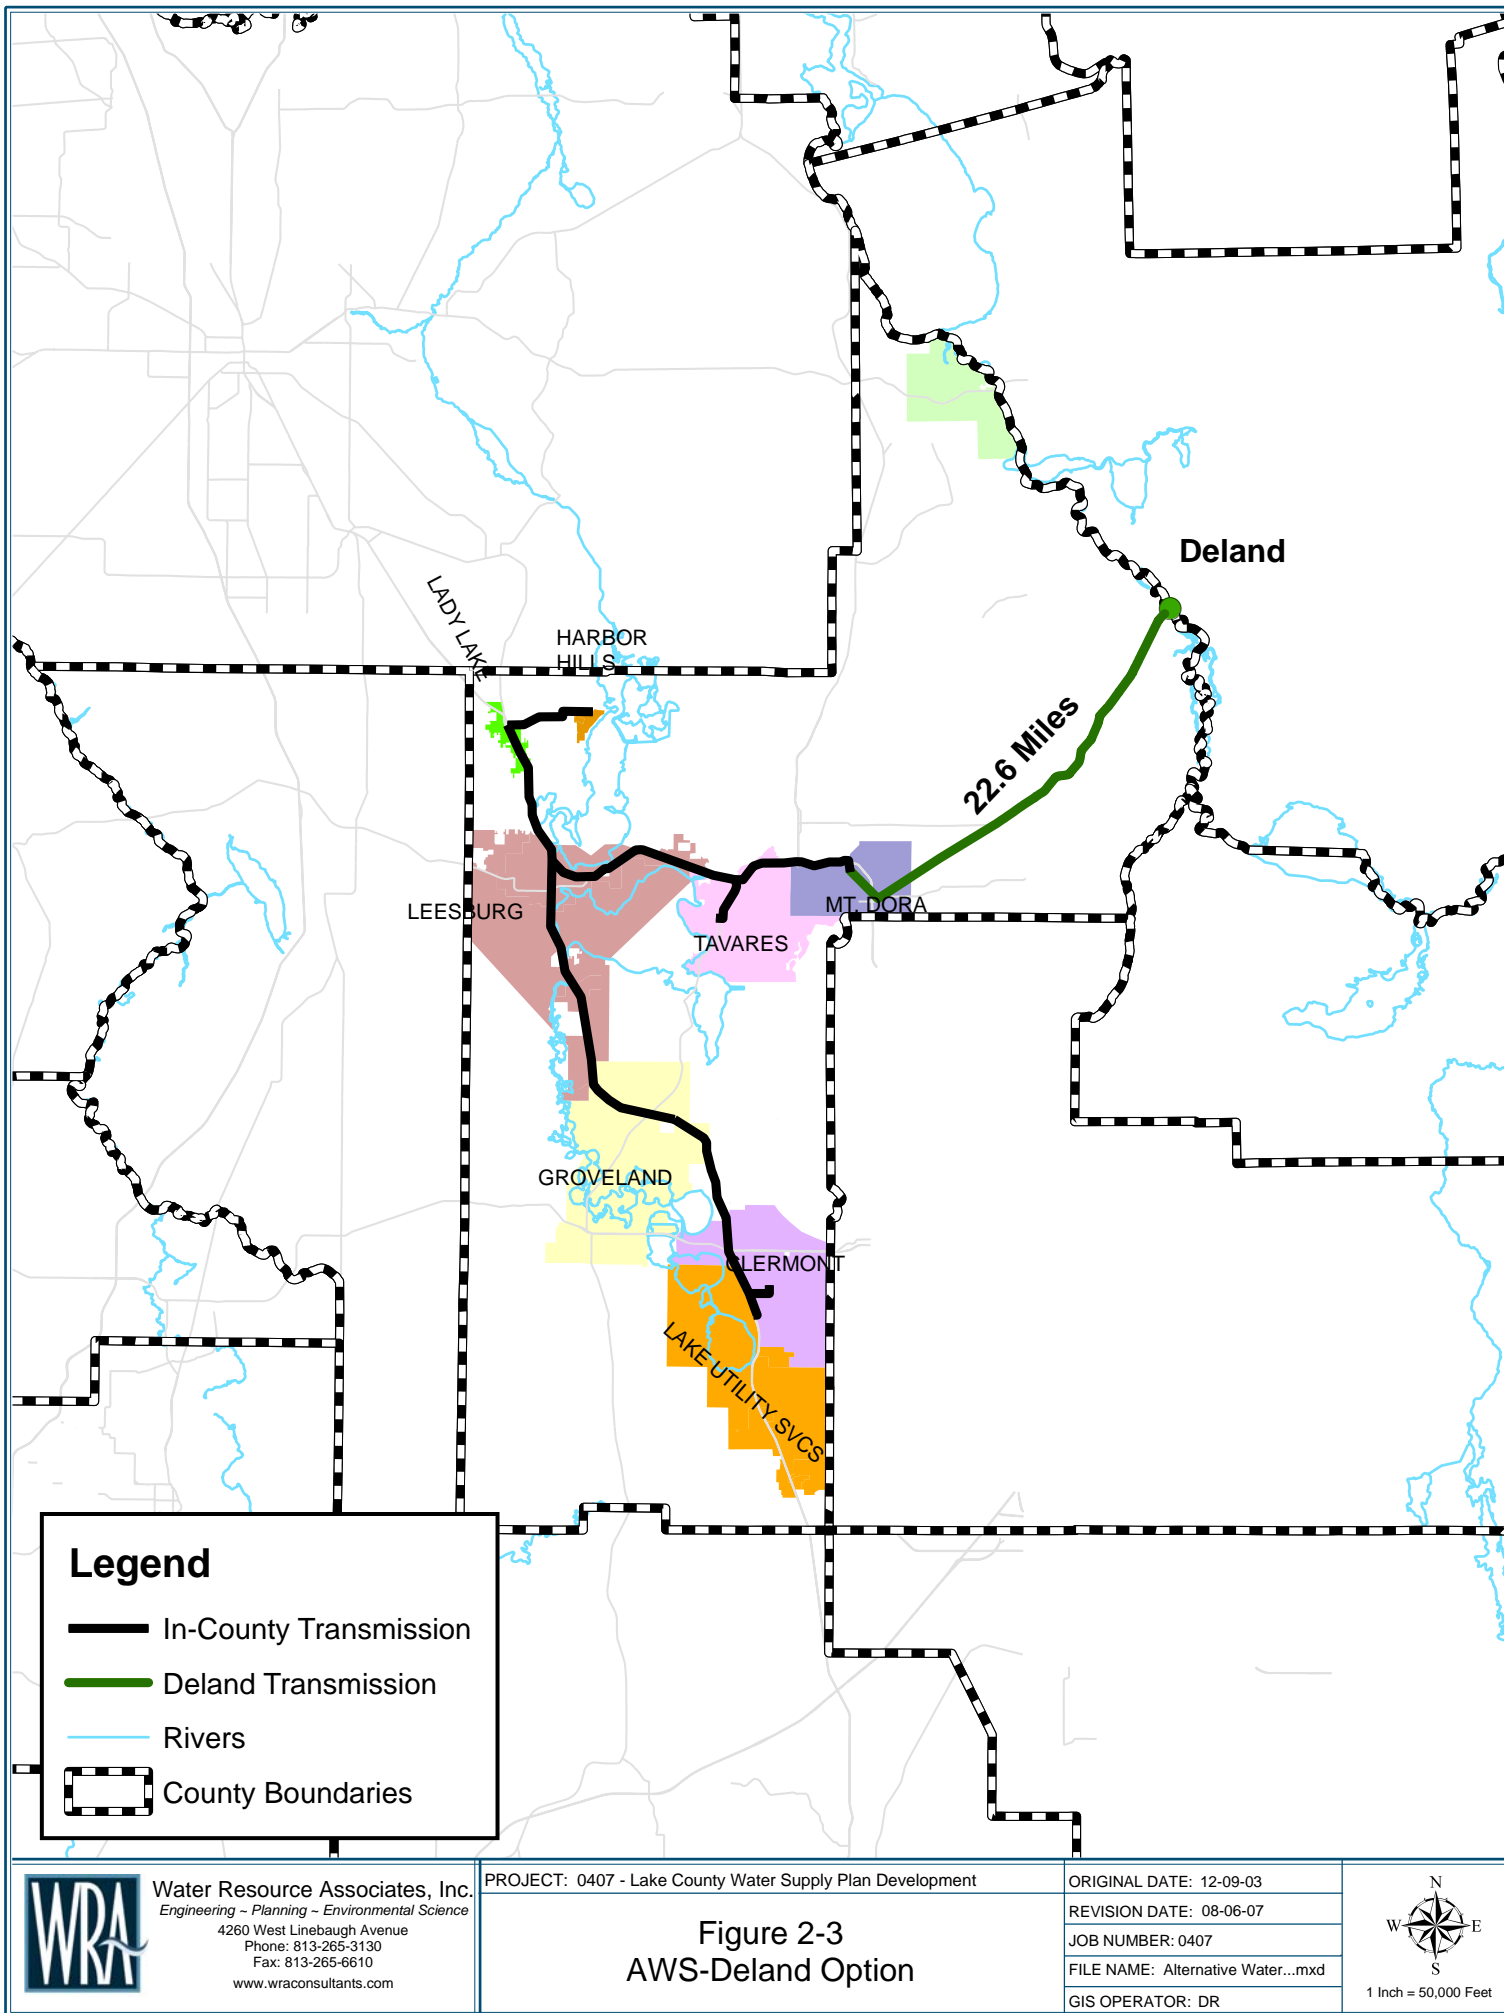 Deland
LADY LAKE
HARBOR
HILLS
22.6 Miles
LEESBURG
MT. DORA
TAVARES
GROVELAND
CLERMONT
LAKE UTILITY SVCS
Legend
In-County Transmission
Deland Transmission
Rivers
County Boundaries
WRA
Water Resource Associates, Inc.
Engineering ~ Planning ~ Environmental Science
4260 West Linebaugh Avenue
Phone: 813-265-3130
Fax: 813-265-6610
www.wraconsultants.com
PROJECT: 0407 - Lake County Water Supply Plan Development
Figure 2-3
AWS-Deland Option
ORIGINAL DATE: 12-09-03
REVISION DATE: 08-06-07
JOB NUMBER: 0407
FILE NAME: Alternative Water...mxd
GIS OPERATOR: DR
N
W E
S
1 Inch = 50,000 Feet